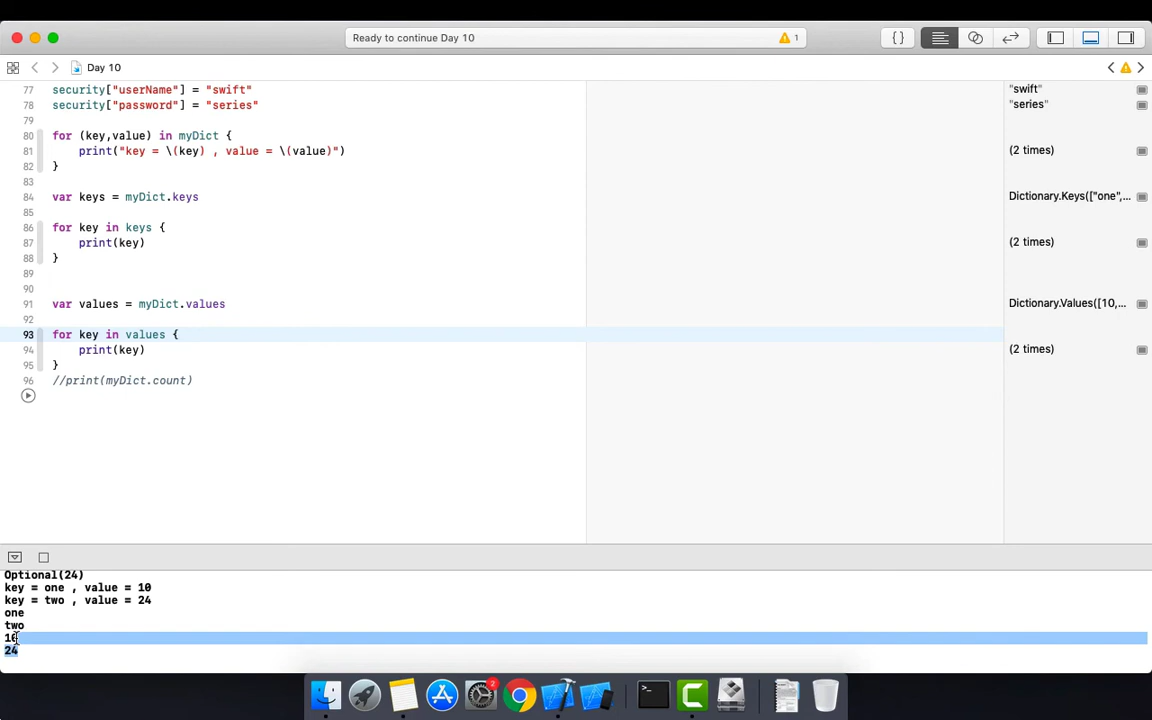 Ready to continue Day 10
1
{ }
Day 10
77 security["userName"] = "swift"
"swift"
78 security["password"] = "series"
"series"
79
80 for (key,value) in myDict {
81 print("key = \(key) , value = \(value)")
(2 times)
82 }
83
84 var keys = myDict.keys
Dictionary.Keys(["one",...
85
86 for key in keys {
87 print(key)
(2 times)
88 }
89
90
91 var values = myDict.values
Dictionary.Values([10,...
92
93 for key in values {
94 print(key)
(2 times)
95 }
96 //print(myDict.count)
Optional(24)
key = one , value = 10
key = two , value = 24
one
two
10
24
2